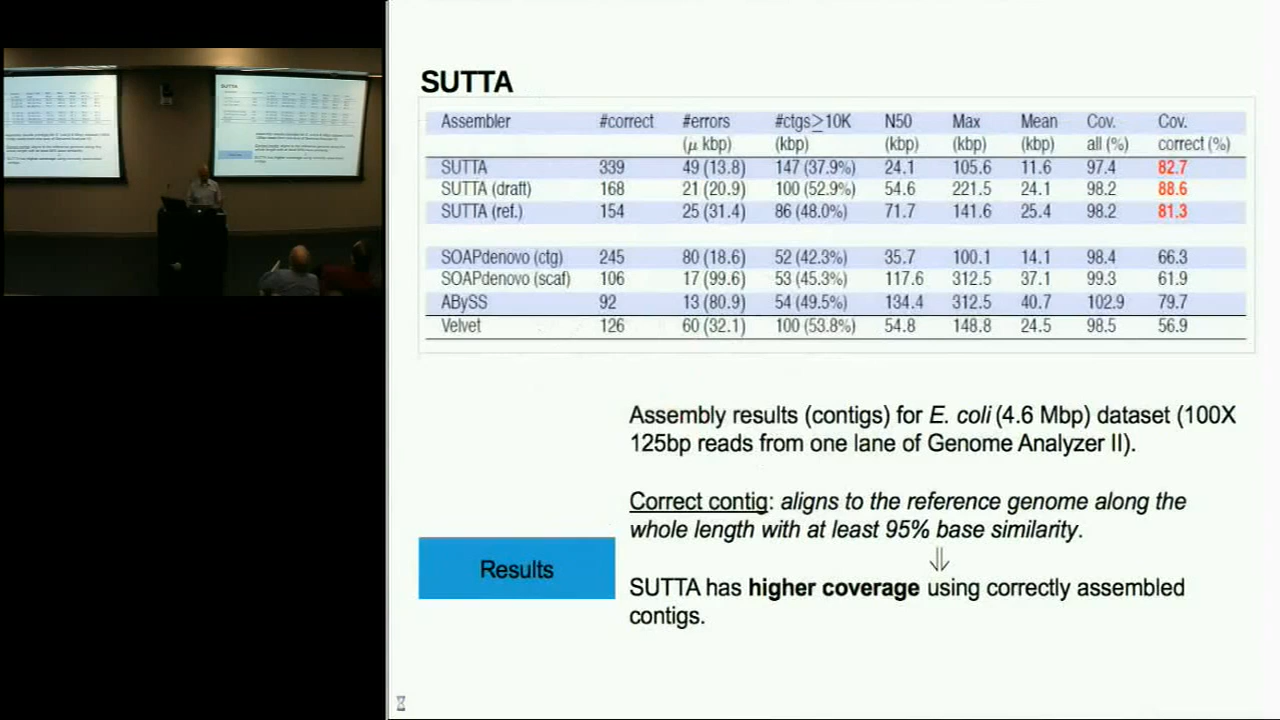 SUTTA
Assembler #correct #errors #ctgs≥10K N50 Max Mean Cov. Cov.
(μ kbp) (kbp) (kbp) (kbp) (kbp) all (%) correct (%)
SUTTA 339 49 (13.8) 147 (37.9%) 24.1 105.6 11.6 97.4 82.7
SUTTA (draft) 168 21 (20.9) 100 (52.9%) 54.6 221.5 24.1 98.2 88.6
SUTTA (ref.) 154 25 (31.4) 86 (48.0%) 71.7 141.6 25.4 98.2 81.3
SOAPdenovo (ctg) 245 80 (18.6) 52 (42.3%) 35.7 100.1 14.1 98.4 66.3
SOAPdenovo (scaf) 106 17 (99.6) 53 (45.3%) 117.6 312.5 37.1 99.3 61.9
ABySS 92 13 (80.9) 54 (49.5%) 134.4 312.5 40.7 102.9 79.7
Velvet 126 60 (32.1) 100 (53.8%) 54.8 148.8 24.5 98.5 56.9
Assembly results (contigs) for E. coli (4.6 Mbp) dataset (100X
125bp reads from one lane of Genome Analyzer II).
Correct contig: aligns to the reference genome along the
whole length with at least 95% base similarity.
⇓
Results
SUTTA has higher coverage using correctly assembled
contigs.